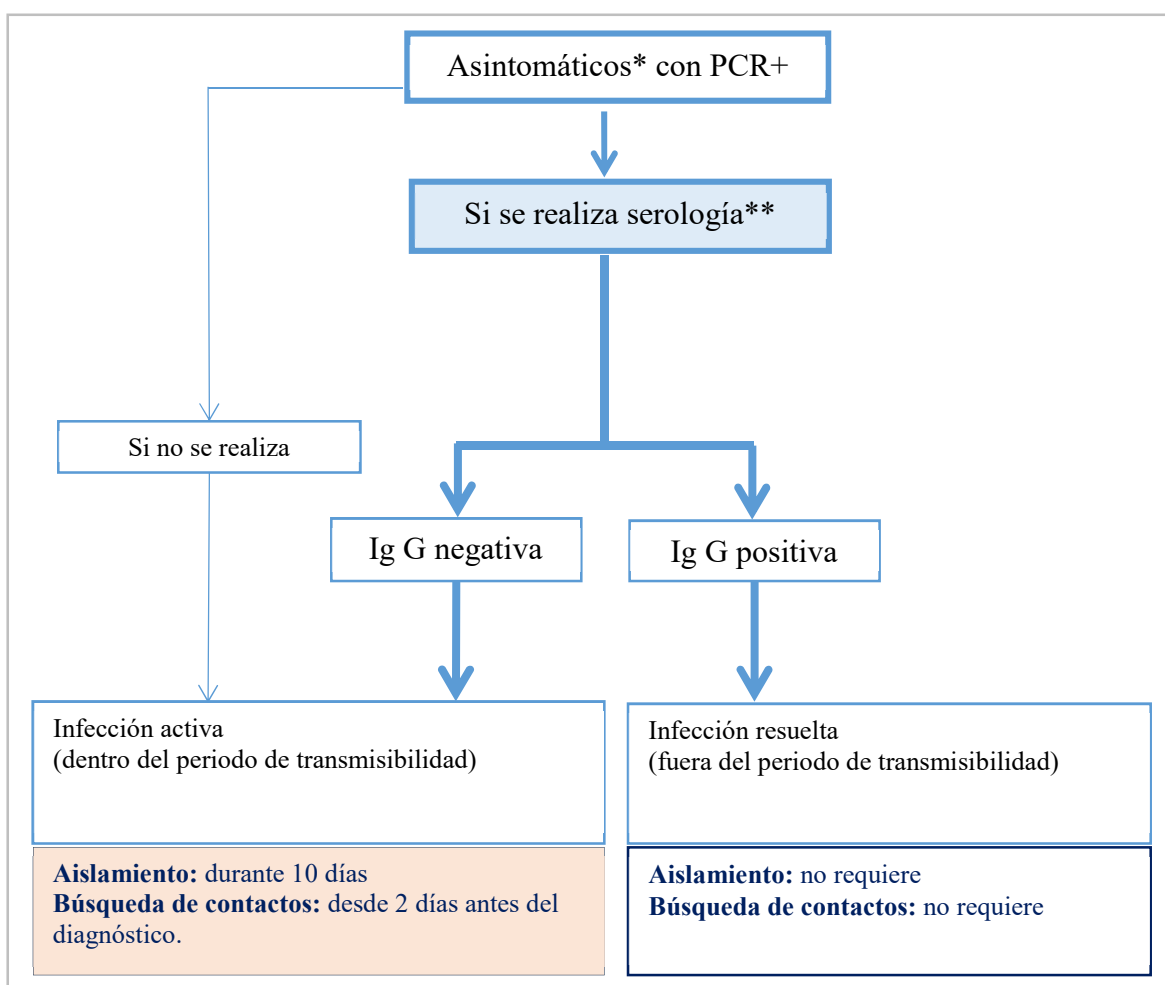 Asintomáticos* con PCR+
Si se realiza serología**
Si no se realiza
Ig G negativa
Ig G positiva
Infección activa
(dentro del periodo de transmisibilidad)
Infección resuelta
(fuera del periodo de transmisibilidad)
Aislamiento: durante 10 días
Búsqueda de contactos: desde 2 días antes del
diagnóstico.
Aislamiento: no requiere
Búsqueda de contactos: no requiere